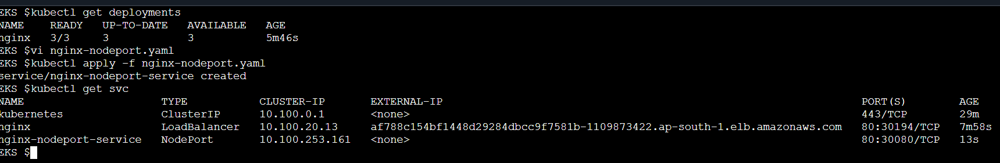 EKS $kubectl get deployments
NAME    READY   UP-TO-DATE   AVAILABLE   AGE
nginx   3/3     3            3           5m46s
EKS $vi nginx-nodeport.yaml
EKS $kubectl apply -f nginx-nodeport.yaml
service/nginx-nodeport-service created
EKS $kubectl get svc
NAME                     TYPE           CLUSTER-IP       EXTERNAL-IP                                                                PORT(S)        AGE
kubernetes               ClusterIP      10.100.0.1       <none>                                                                     443/TCP        29m
nginx                    LoadBalancer   10.100.20.13     af788c154bf1448d29284dbcc9f7581b-1109873422.ap-south-1.elb.amazonaws.com   80:30194/TCP   7m58s
nginx-nodeport-service   NodePort       10.100.253.161   <none>                                                                     80:30080/TCP   13s
EKS $